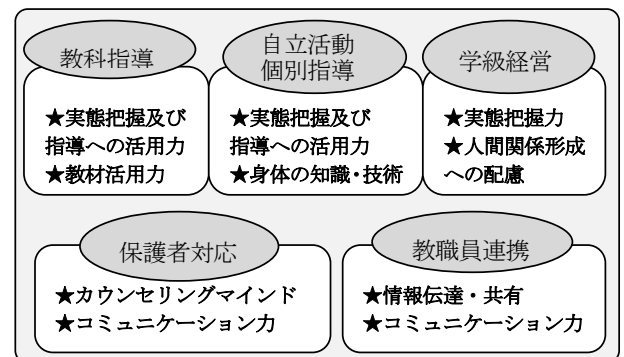 教科指導
★実態把握及び
指導への活用力
★教材活用力
自立活動
個別指導
★実態把握及び
指導への活用力
★身体の知識・技術
学級経営
★実態把握力
★人間関係形成
への配慮
保護者対応
★カウンセリングマインド
★コミュニケーション力
教職員連携
★情報伝達・共有
★コミュニケーション力